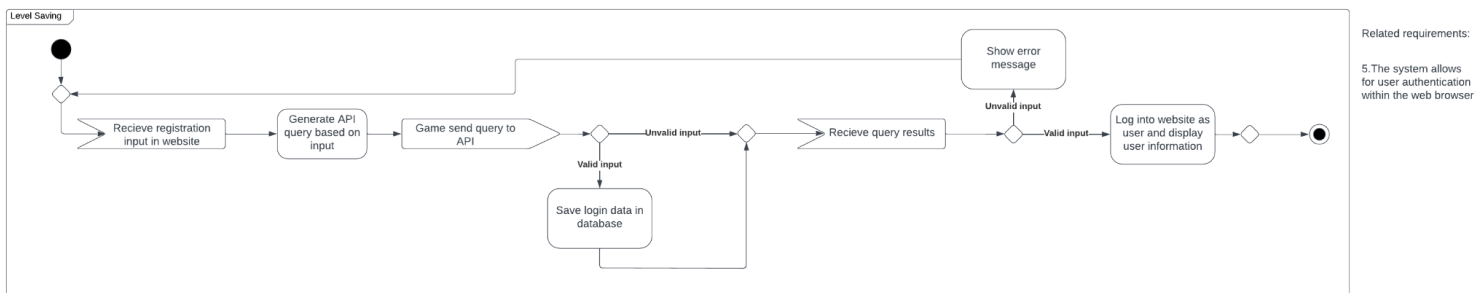 Level Saving
Related requirements:
5.The system allows
for user authentication
within the web browser
Show error
message
Unvalid input
Recieve registration
input in website
Generate API
query based on
input
Game send query to
API
Unvalid input
Valid input
Save login data in
database
Recieve query results
Valid input
Log into website as
user and display
user information